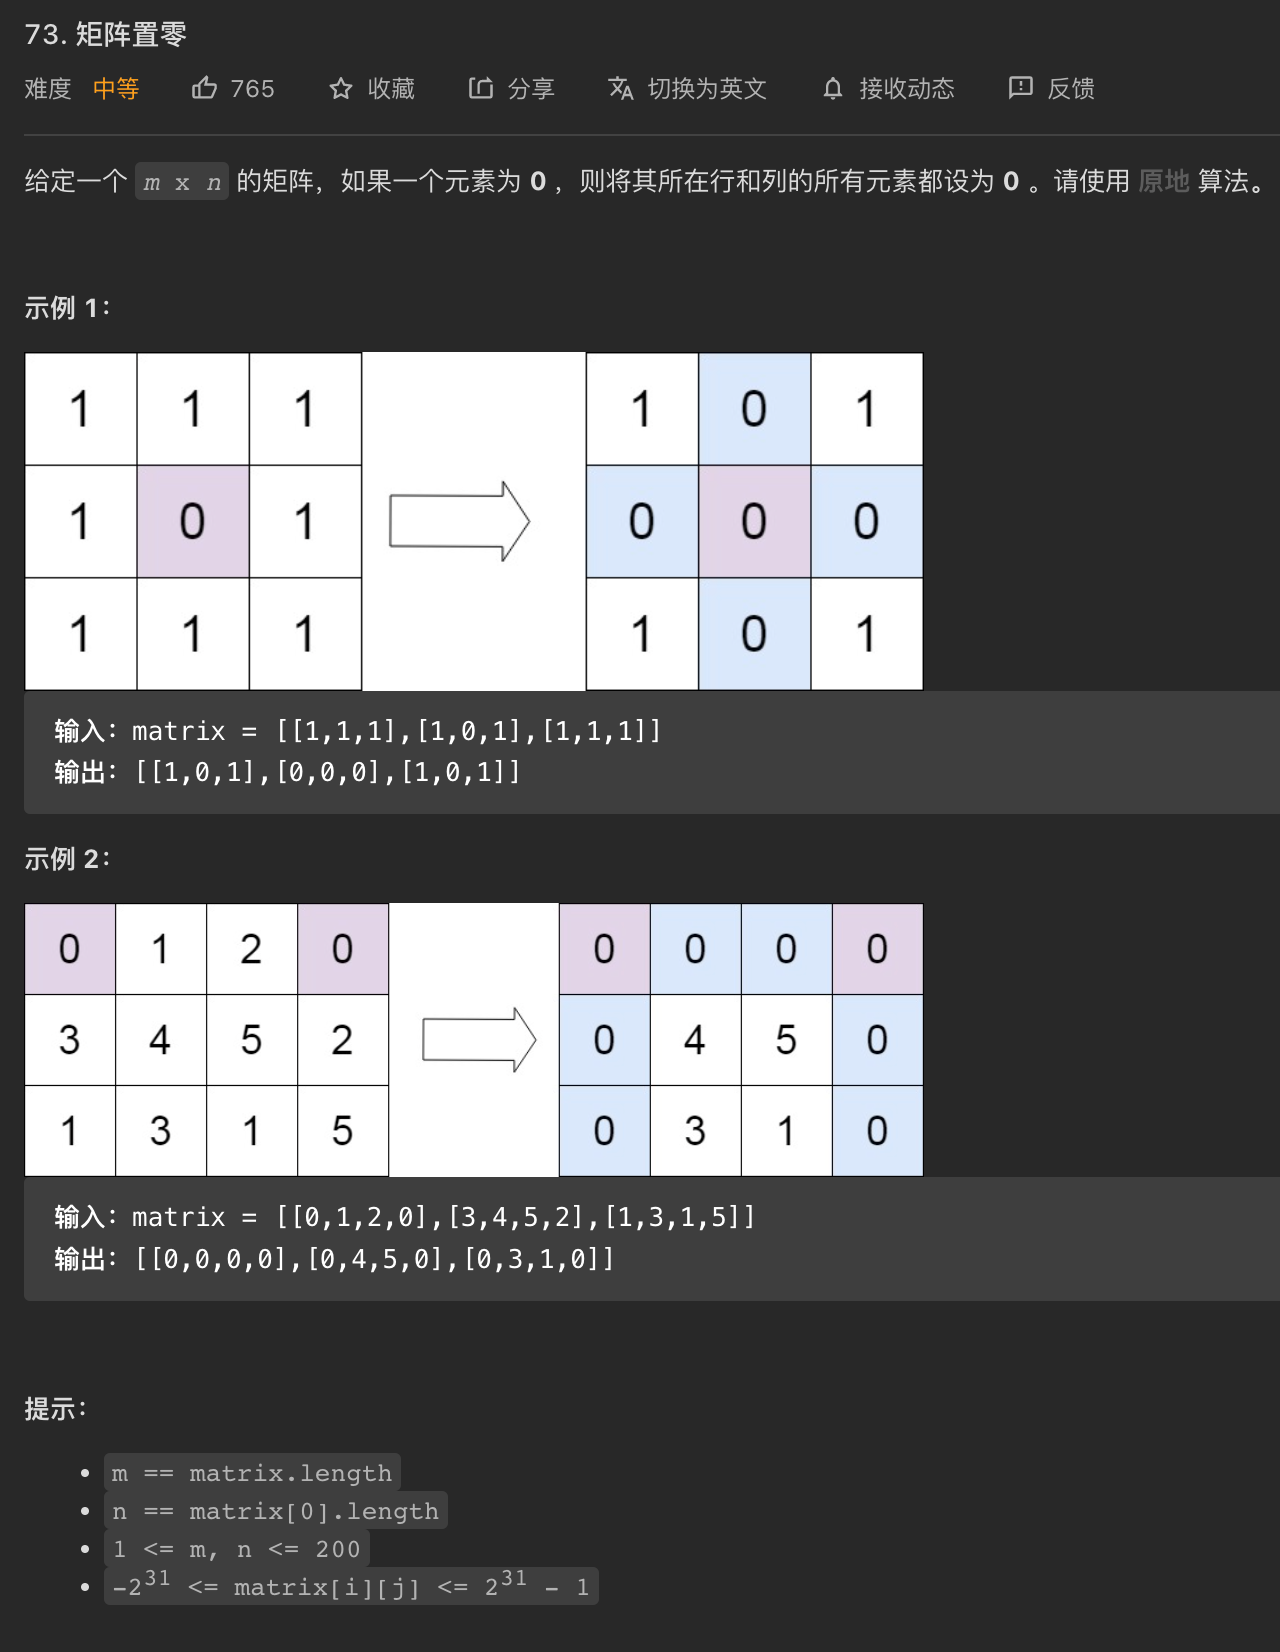 73. 矩阵置零
难度 中等 765 收藏 分享 切换为英文 接收动态 反馈
给定一个 m x n 的矩阵，如果一个元素为 0 ，则将其所在行和列的所有元素都设为 0 。请使用 原地 算法。
示例 1：
1 1 1 1 0 1
1 0 1 0 0 0
1 1 1 1 0 1
输入：matrix = [[1,1,1],[1,0,1],[1,1,1]]
输出：[[1,0,1],[0,0,0],[1,0,1]]
示例 2：
0 1 2 0 0 0 0 0
3 4 5 2 0 4 5 0
1 3 1 5 0 3 1 0
输入：matrix = [[0,1,2,0],[3,4,5,2],[1,3,1,5]]
输出：[[0,0,0,0],[0,4,5,0],[0,3,1,0]]
提示：
m == matrix.length
n == matrix[0].length
1 <= m, n <= 200
-2^31 <= matrix[i][j] <= 2^31 - 1